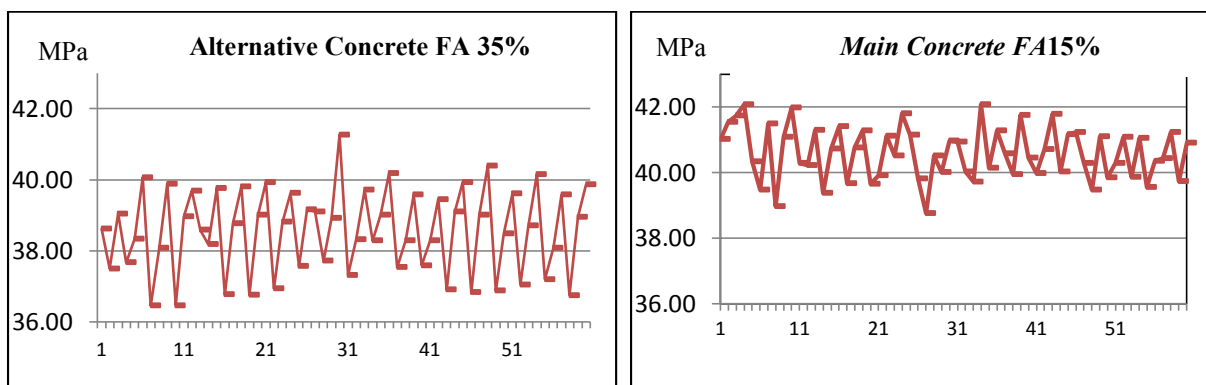 MPa
Alternative Concrete FA 35%
42.00
40.00
38.00
36.00
1 11 21 31 41 51
MPa
Main Concrete FA15%
42.00
40.00
38.00
36.00
1 11 21 31 41 51